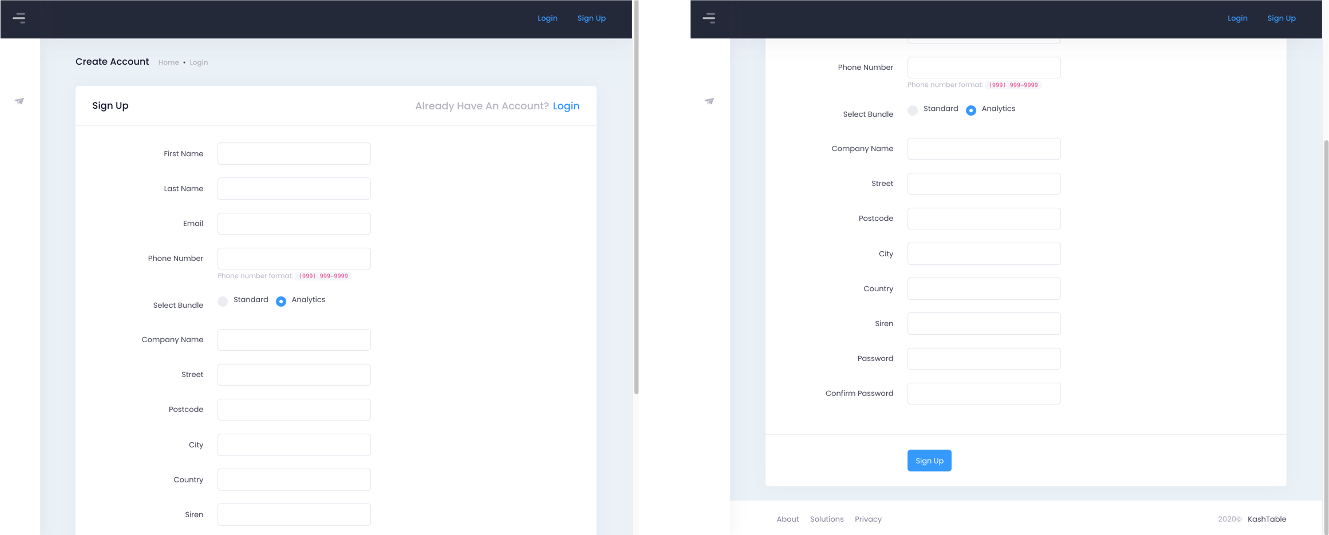 Login Sign Up
Create Account Home • Login
Sign Up Already Have An Account? Login
First Name
Last Name
Email
Phone Number
Phone number format: (999) 999-9999
Select Bundle Standard Analytics
Company Name
Street
Postcode
City
Country
Siren
Login Sign Up
Phone Number
Phone number format: (999) 999-9999
Select Bundle Standard Analytics
Company Name
Street
Postcode
City
Country
Siren
Password
Confirm Password
Sign Up
About Solutions Privacy 2020© KashTable